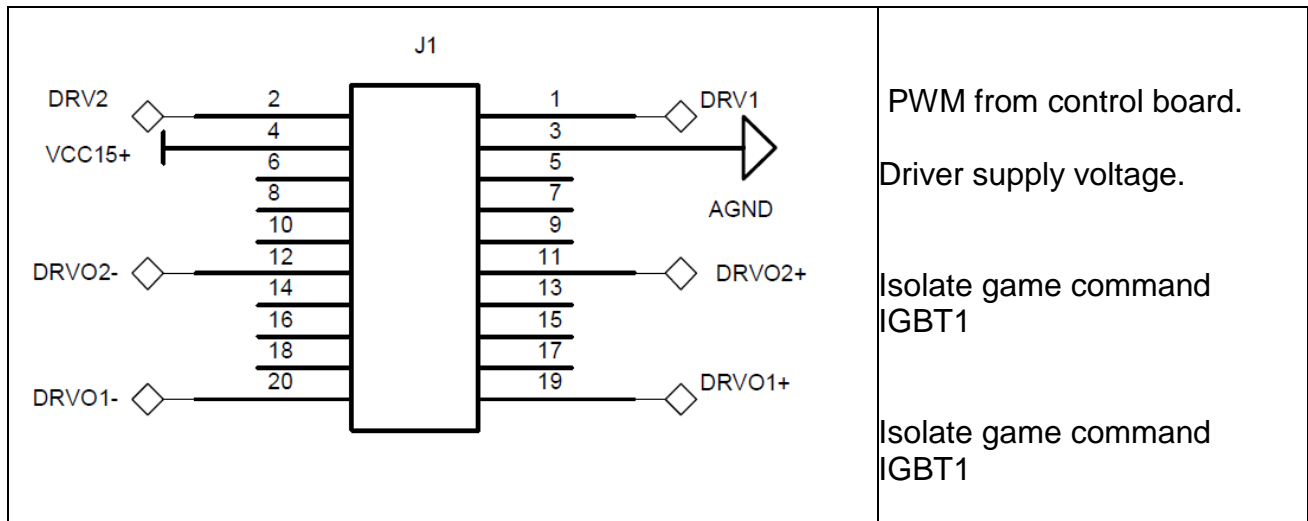 J1
DRV2 2 1 DRV1
VCC15+ 4 3
6 5
8 7 AGND
10 9
DRVO2- 12 11 DRVO2+
14 13
16 15
18 17
DRVO1- 20 19 DRVO1+
PWM from control board.
Driver supply voltage.
Isolate game command
IGBT1
Isolate game command
IGBT1